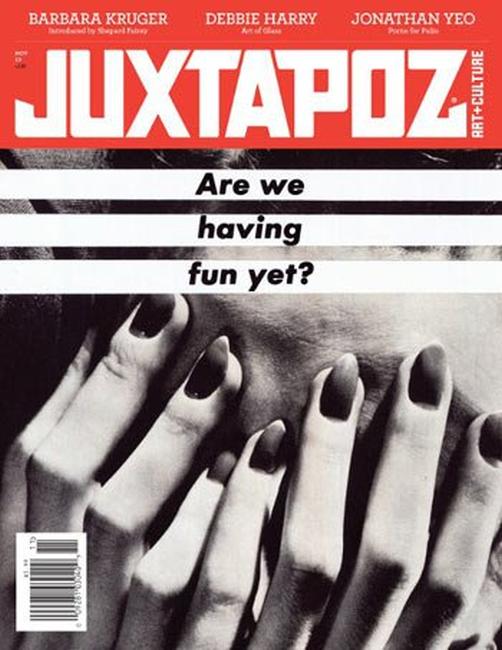 BARBARA KRUGER
Introduced by Shepard Fairey
DEBBIE HARRY
Art of Glass
JONATHAN YEO
Porns for Palin
JUXTAPOZ
ART+CULTURE
Are we
having
fun yet?